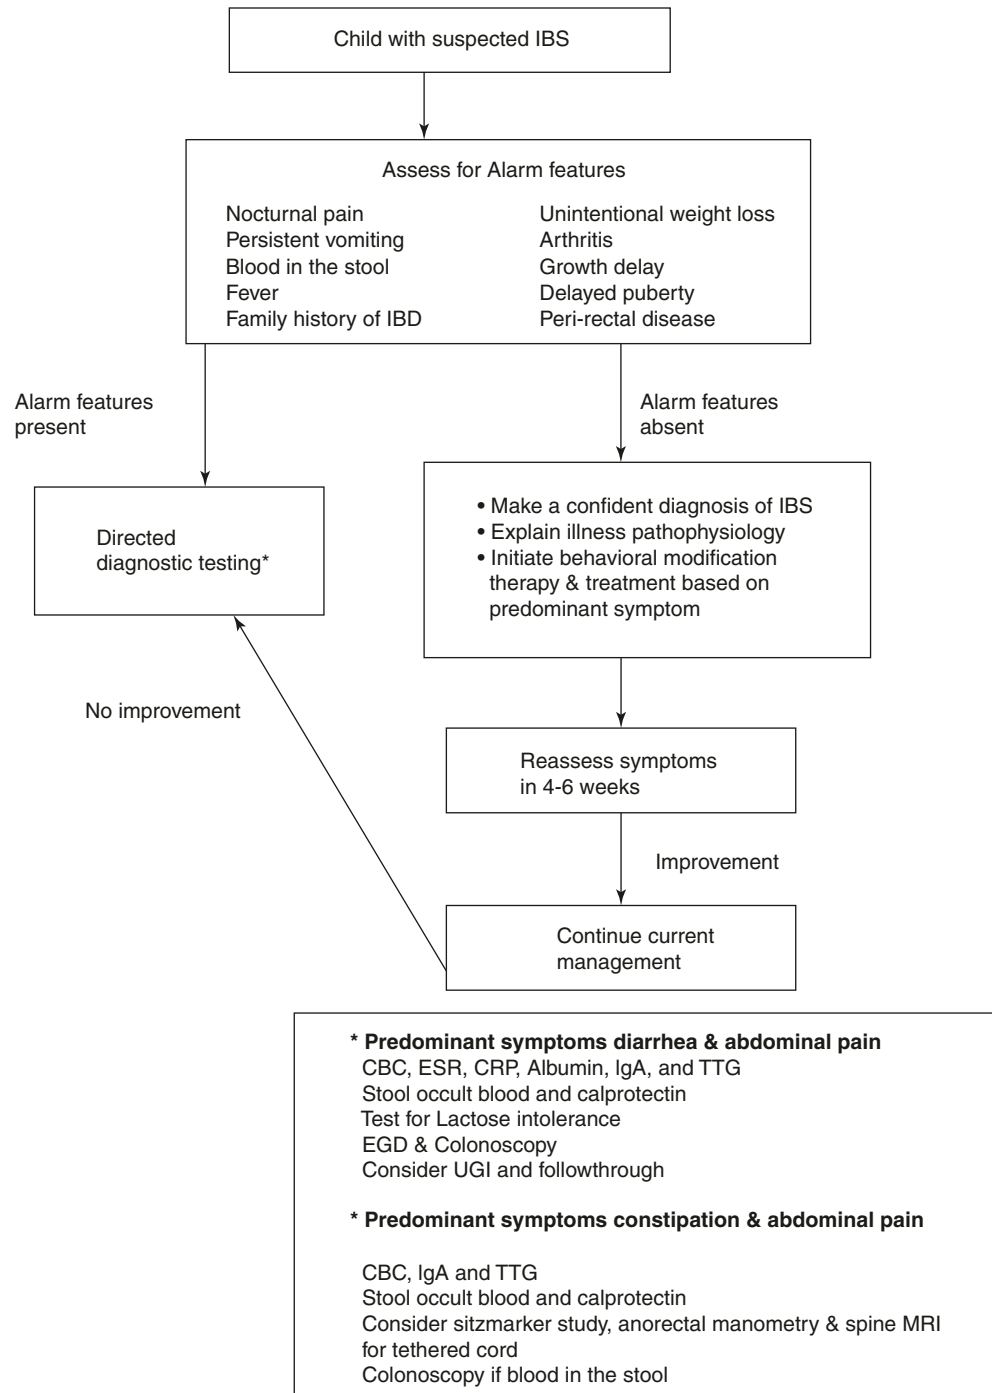 Child with suspected IBS
Assess for Alarm features
Nocturnal pain
Persistent vomiting
Blood in the stool
Fever
Family history of IBD
Unintentional weight loss
Arthritis
Growth delay
Delayed puberty
Peri-rectal disease
Alarm features
present
Alarm features
absent
Directed
diagnostic testing*
• Make a confident diagnosis of IBS
• Explain illness pathophysiology
• Initiate behavioral modification
therapy & treatment based on
predominant symptom
No improvement
Reassess symptoms
in 4-6 weeks
Improvement
Continue current
management
* Predominant symptoms diarrhea & abdominal pain
CBC, ESR, CRP, Albumin, IgA, and TTG
Stool occult blood and calprotectin
Test for Lactose intolerance
EGD & Colonoscopy
Consider UGI and followthrough
* Predominant symptoms constipation & abdominal pain
CBC, IgA and TTG
Stool occult blood and calprotectin
Consider sitzmarker study, anorectal manometry & spine MRI
for tethered cord
Colonoscopy if blood in the stool